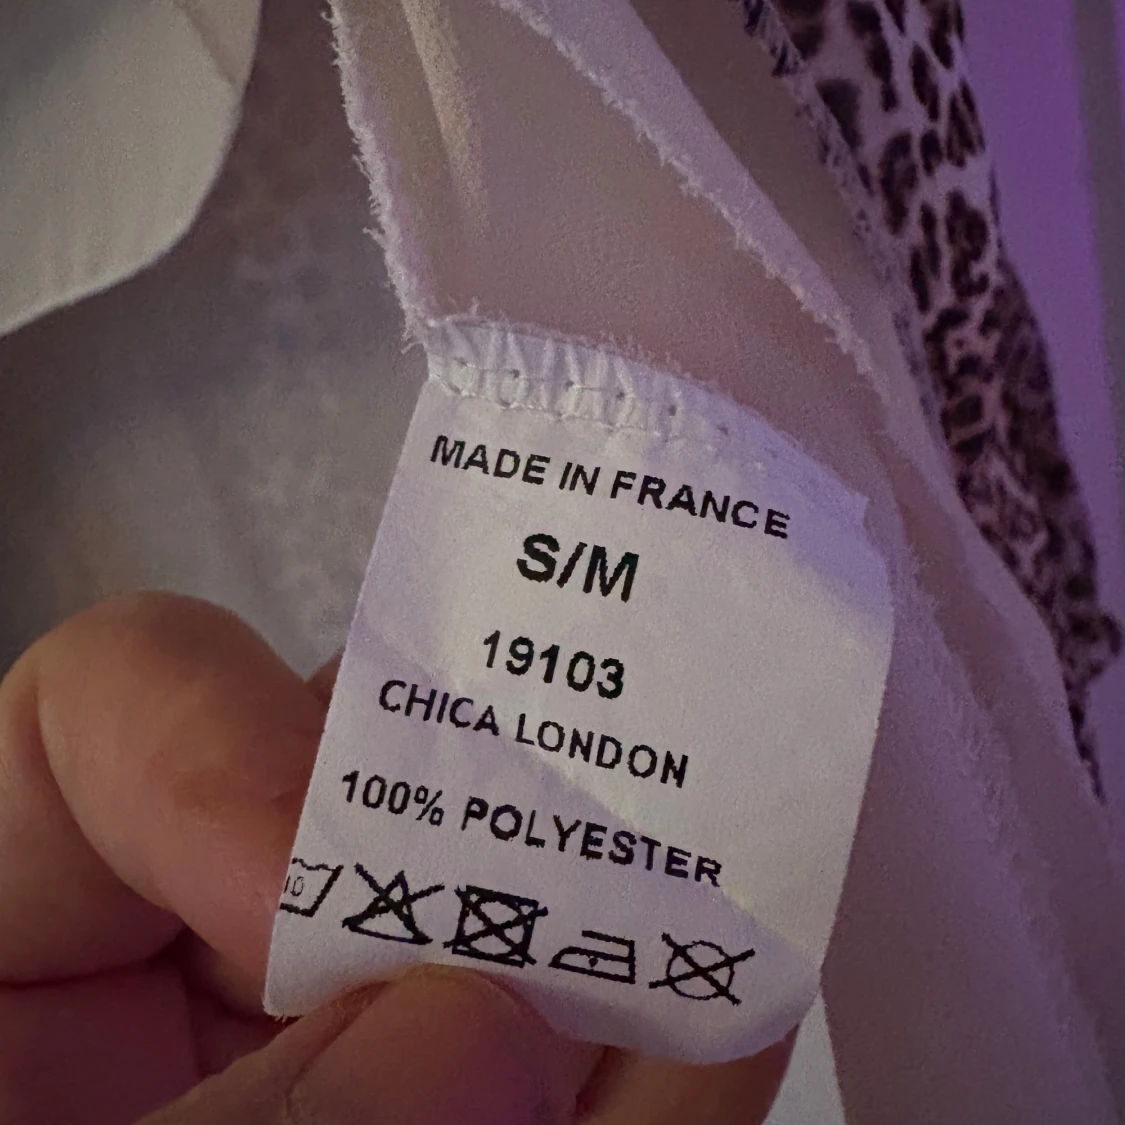 MADE IN FRANCE
S/M
19103
CHICA LONDON
100% POLYESTER